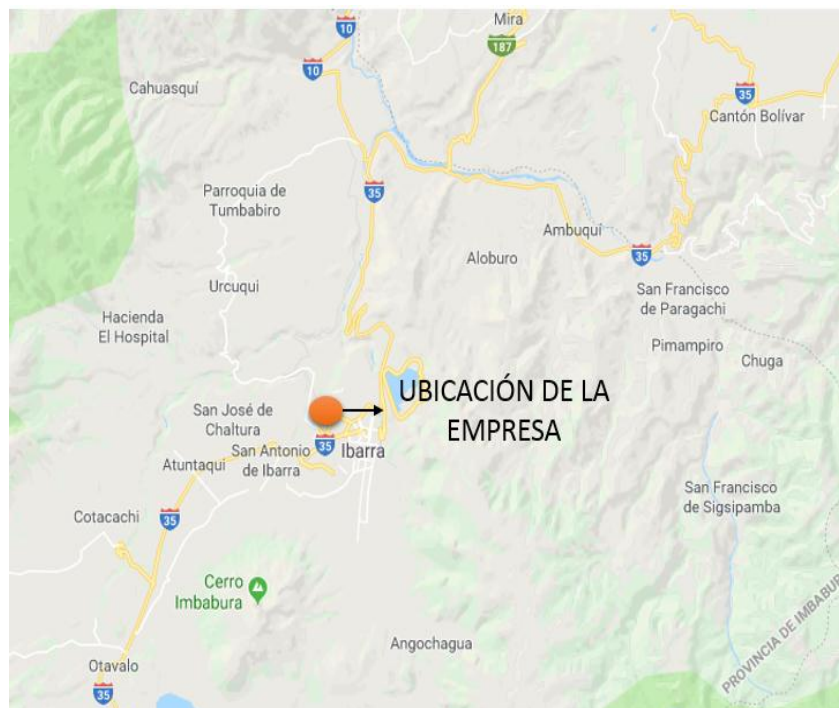 Mira
10
187
10
35
Cahuasquí
Cantón Bolívar
Parroquia de
Tumbabiro
35
Ambuquí
Aloburo
35
Urcuqui
San Francisco
de Paragachi
Hacienda
El Hospital
Pimampiro
Chuga
UBICACIÓN DE LA
EMPRESA
San José de
Chaltura
35
San Antonio
de Ibarra
Ibarra
Atuntaqui
San Francisco
de Sigsipamba
Cotacachi
35
Cerro
Imbabura
PROVINCIA DE IMBABUR
Angochagua
Otavalo
35